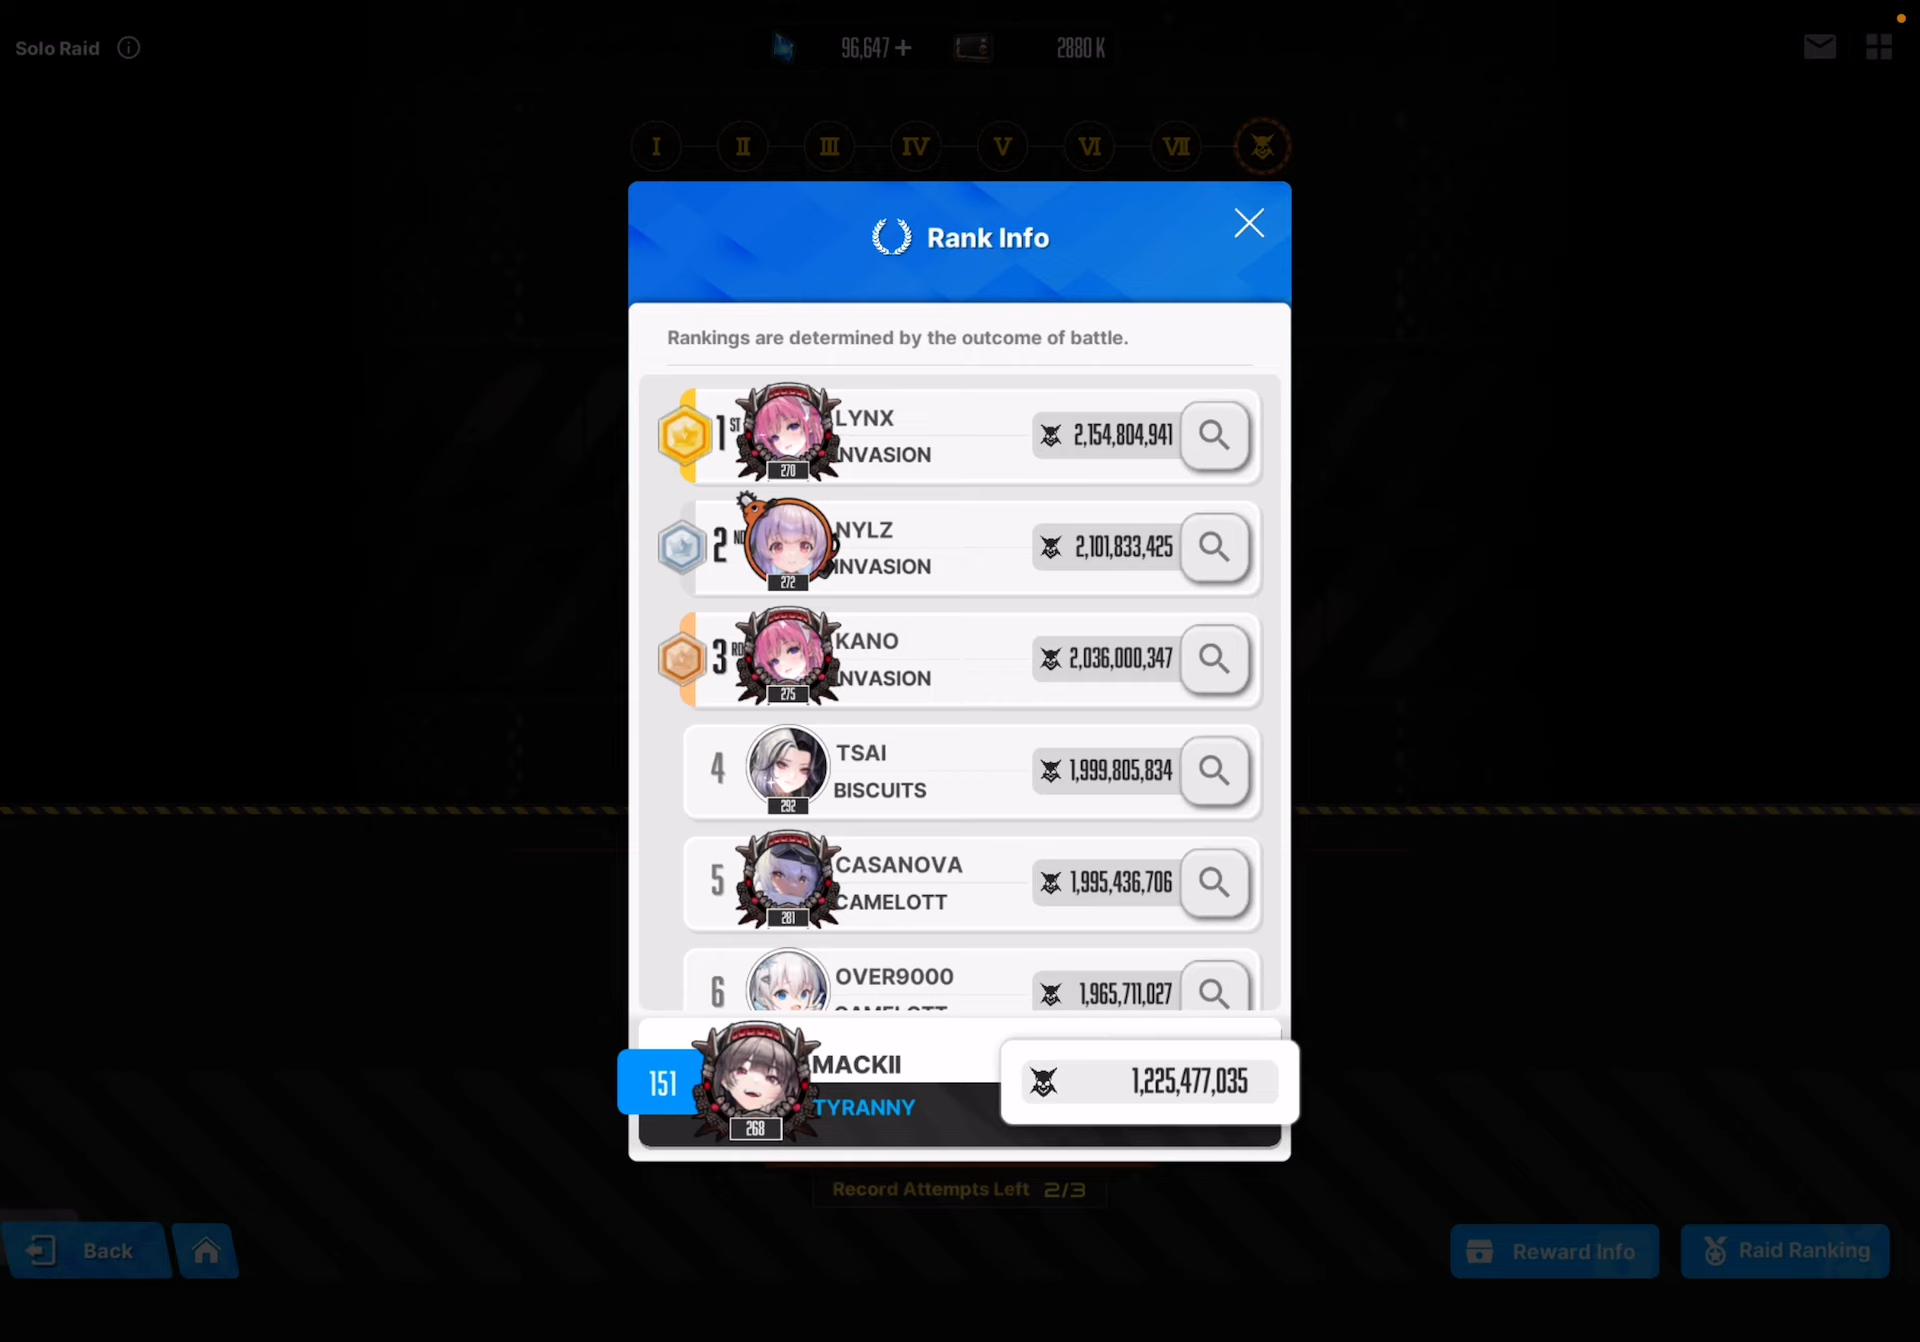 Solo Raid
96,647 +
2880 K
I II III IV V VI VII
Rank Info
Rankings are determined by the outcome of battle.
1ST
LYNX
INVASION
270
2,154,804,941
2ND
NYLZ
INVASION
272
2,101,833,425
3RD
KANO
INVASION
275
2,036,000,347
4
TSAI
BISCUITS
292
1,999,805,834
5
CASANOVA
CAMELOTT
281
1,995,436,706
6
OVER9000
CAMELOTT
1,965,711,027
151
MACKII
TYRANNY
268
1,225,477,035
Record Attempts Left 2/3
Back
Reward Info
Raid Ranking